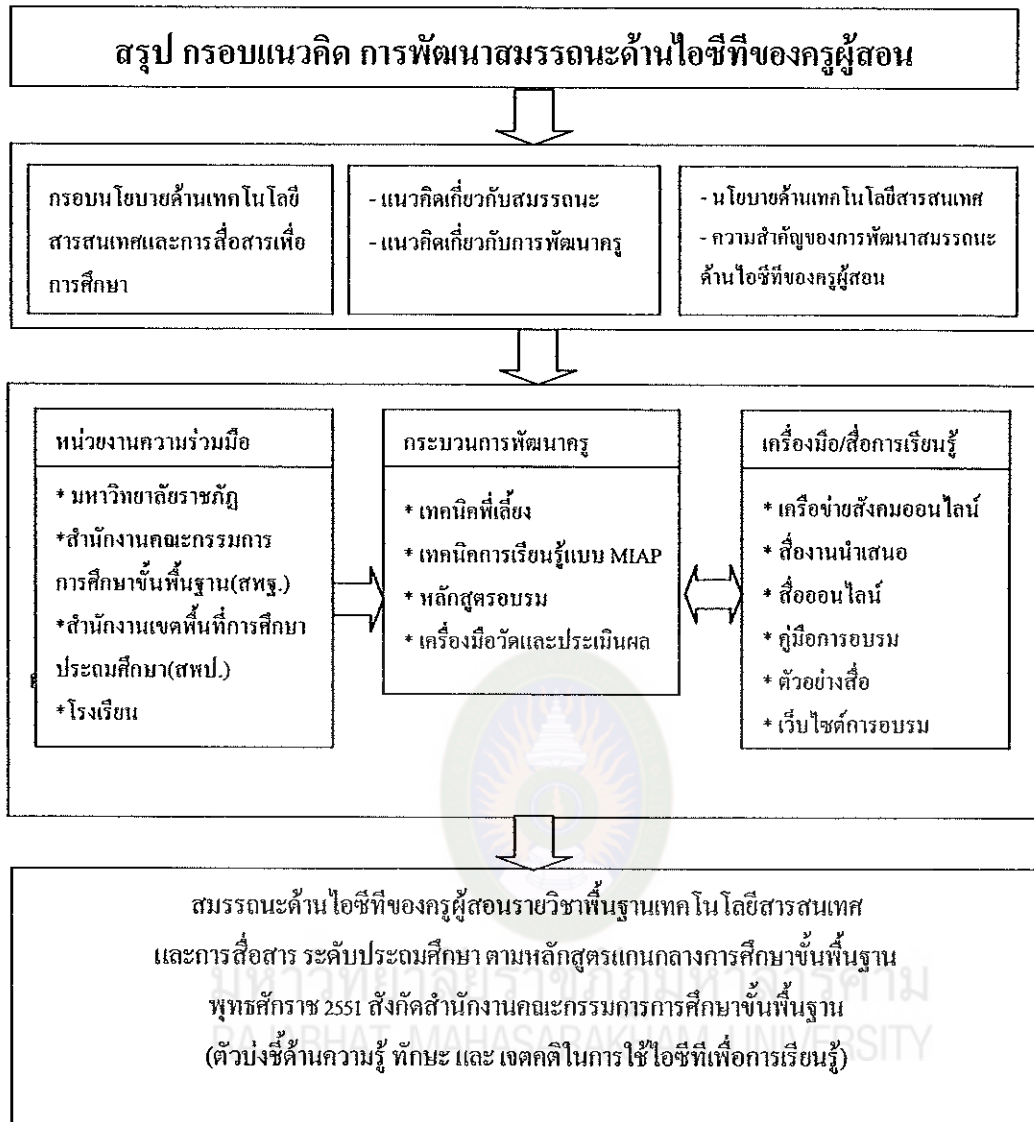 สรุป กรอบแนวคิด การพัฒนาสมรรถนะด้านไอซีทีของครูผู้สอน
กรอบนโยบายด้านเทคโนโลยี
สารสนเทศและการสื่อสารเพื่อ
การศึกษา
- แนวคิดเกี่ยวกับสมรรถนะ
- แนวคิดเกี่ยวกับการพัฒนาครู
- นโยบายด้านเทคโนโลยีสารสนเทศ
- ความสำคัญของการพัฒนาสมรรถนะ
ด้านไอซีทีของครูผู้สอน
หน่วยงานความร่วมมือ
* มหาวิทยาลัยราชภัฏ
*สำนักงานคณะกรรมการ
การศึกษาขั้นพื้นฐาน(สพฐ.)
*สำนักงานเขตพื้นที่การศึกษา
ประถมศึกษา(สพป.)
*โรงเรียน
กระบวนการพัฒนาครู
* เทคนิคพี่เลี้ยง
* เทคนิคการเรียนรู้แบบ MIAP
* หลักสูตรอบรม
* เครื่องมือวัดและประเมินผล
เครื่องมือ/สื่อการเรียนรู้
* เครือข่ายสังคมออนไลน์
* สื่องานนำเสนอ
* สื่อออนไลน์
* คู่มือการอบรม
* ตัวอย่างสื่อ
* เว็บไซต์การอบรม
สมรรถนะด้านไอซีทีของครูผู้สอนรายวิชาพื้นฐานเทคโนโลยีสารสนเทศ
และการสื่อสาร ระดับประถมศึกษา ตามหลักสูตรแกนกลางการศึกษาขั้นพื้นฐาน
มหาวิทยาลัยราชภัฏมหาสารคาม
พุทธศักราช 2551 สังกัดสำนักงานคณะกรรมการการศึกษาขั้นพื้นฐาน
RAJABHAT MAHASARAKHAM UNIVERSITY
(ตัวบ่งชี้ด้านความรู้ ทักษะ และ เจตคติในการใช้ไอซีทีเพื่อการเรียนรู้)